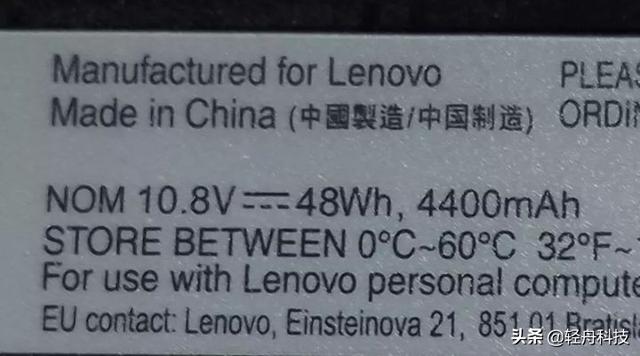 Manufactured for Lenovo
Made in China (中國製造/中国制造)
NOM 10.8V⎓48Wh, 4400mAh
STORE BETWEEN 0°C~60°C 32°F~
For use with Lenovo personal compute
EU contact: Lenovo, Einsteinova 21, 851 01 Bratisla
PLEAS
ORDI
头条 @轻舟科技